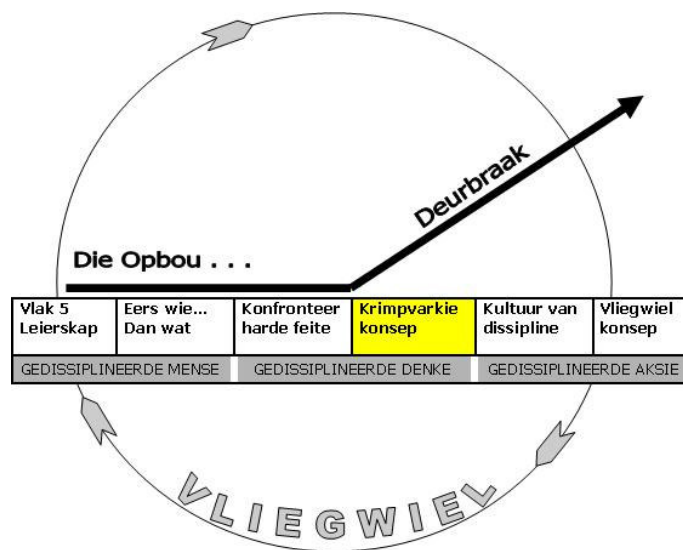 Deurbraak
Die Opbou . . .
Vlak 5
Leierskap
Eers wie...
Dan wat
Konfronteer
harde feite
Krimpvarkie
konsep
Kultuur van
dissipline
Vliegwiel
konsep
GEDISSIPLINEERDE MENSE
GEDISSIPLINEERDE DENKE
GEDISSIPLINEERDE AKSIE
VLIEGWIEL